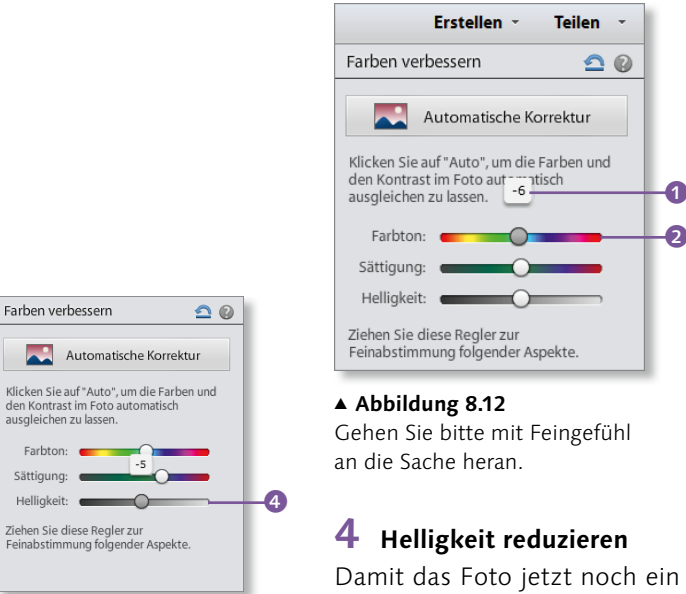 Farben verbessern
Automatische Korrektur
Klicken Sie auf "Auto", um die Farben und
den Kontrast im Foto automatisch
ausgleichen zu lassen.
Farbton:
-5
Sättigung:
Helligkeit:
4
Ziehen Sie diese Regler zur
Feinabstimmung folgender Aspekte.
Erstellen Teilen
Farben verbessern
Automatische Korrektur
Klicken Sie auf "Auto", um die Farben und
den Kontrast im Foto automatisch
ausgleichen zu lassen.
-6
1
Farbton:
2
Sättigung:
Helligkeit:
Ziehen Sie diese Regler zur
Feinabstimmung folgender Aspekte.
▲ Abbildung 8.12
Gehen Sie bitte mit Feingefühl
an die Sache heran.
4 Helligkeit reduzieren
Damit das Foto jetzt noch ein